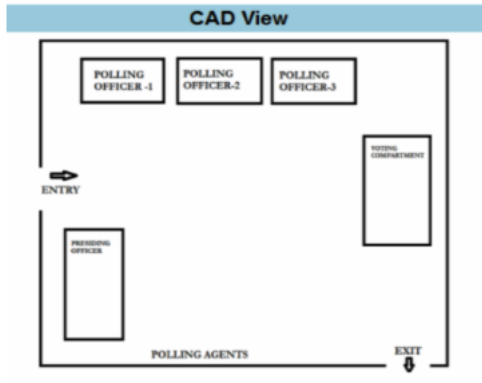 CAD View
POLLING
OFFICER -1
POLLING
OFFICER-2
POLLING
OFFICER-3
VOTING
COMPARTMENT
ENTRY
PRESIDING
OFFICER
POLLING AGENTS
EXIT